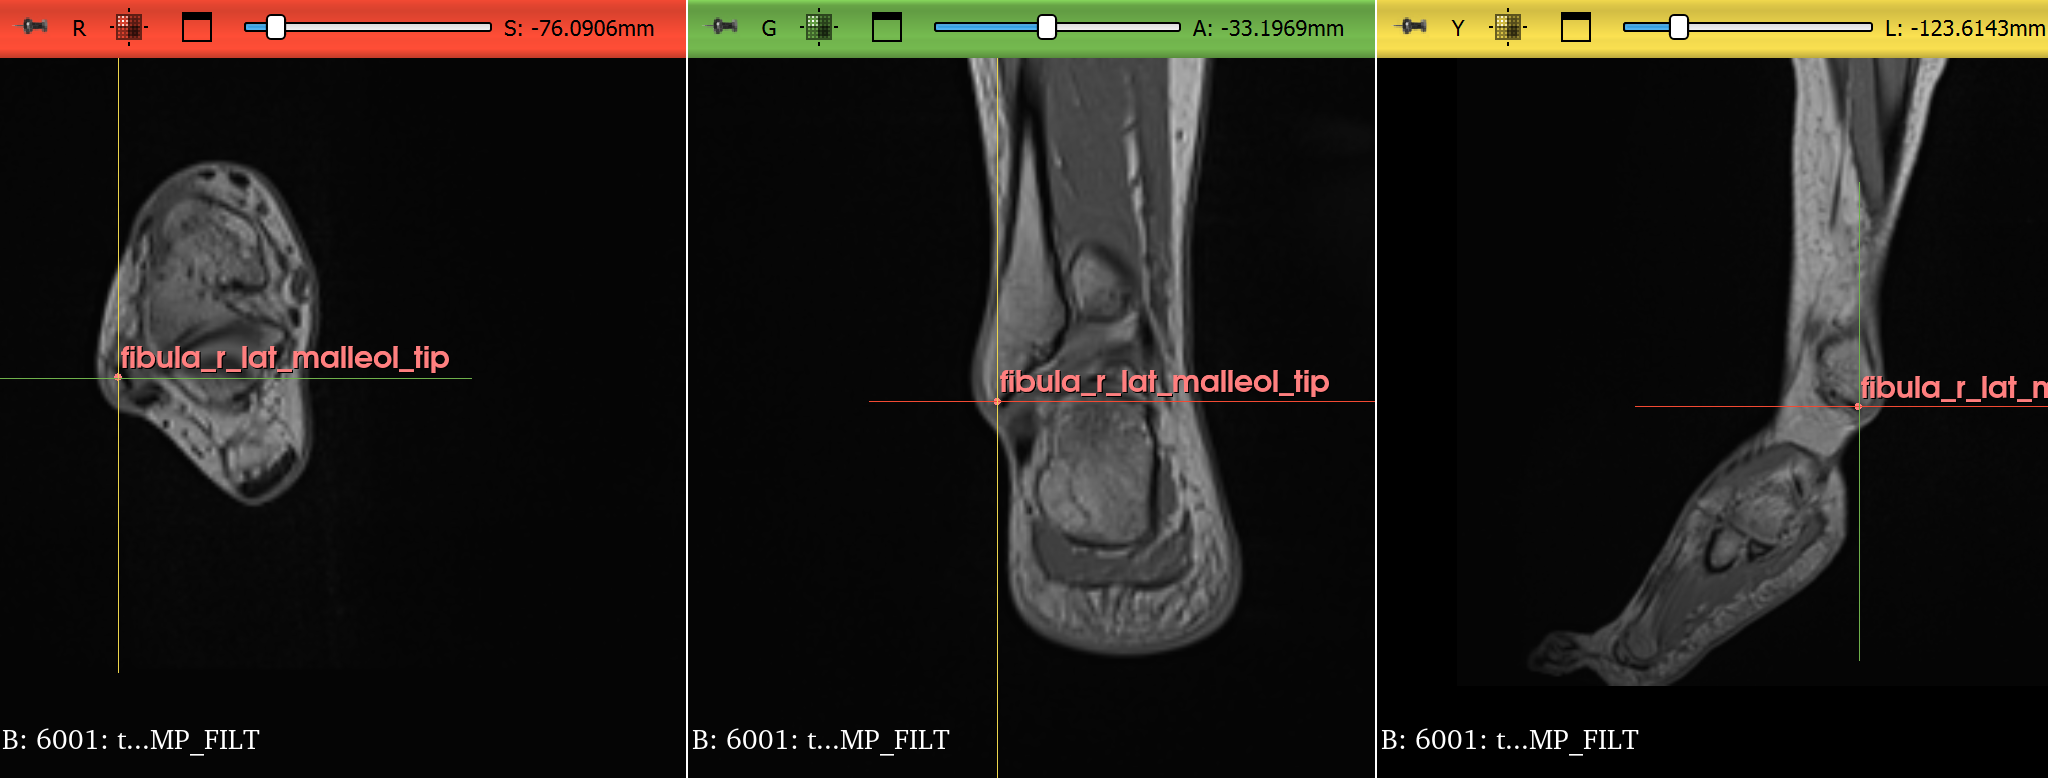 R S: -76.0906mm
G A: -33.1969mm
Y L: -123.6143mm
fibula_r_lat_malleol_tip
fibula_r_lat_malleol_tip
fibula_r_lat_m
B: 6001: t...MP_FILT
B: 6001: t...MP_FILT
B: 6001: t...MP_FILT